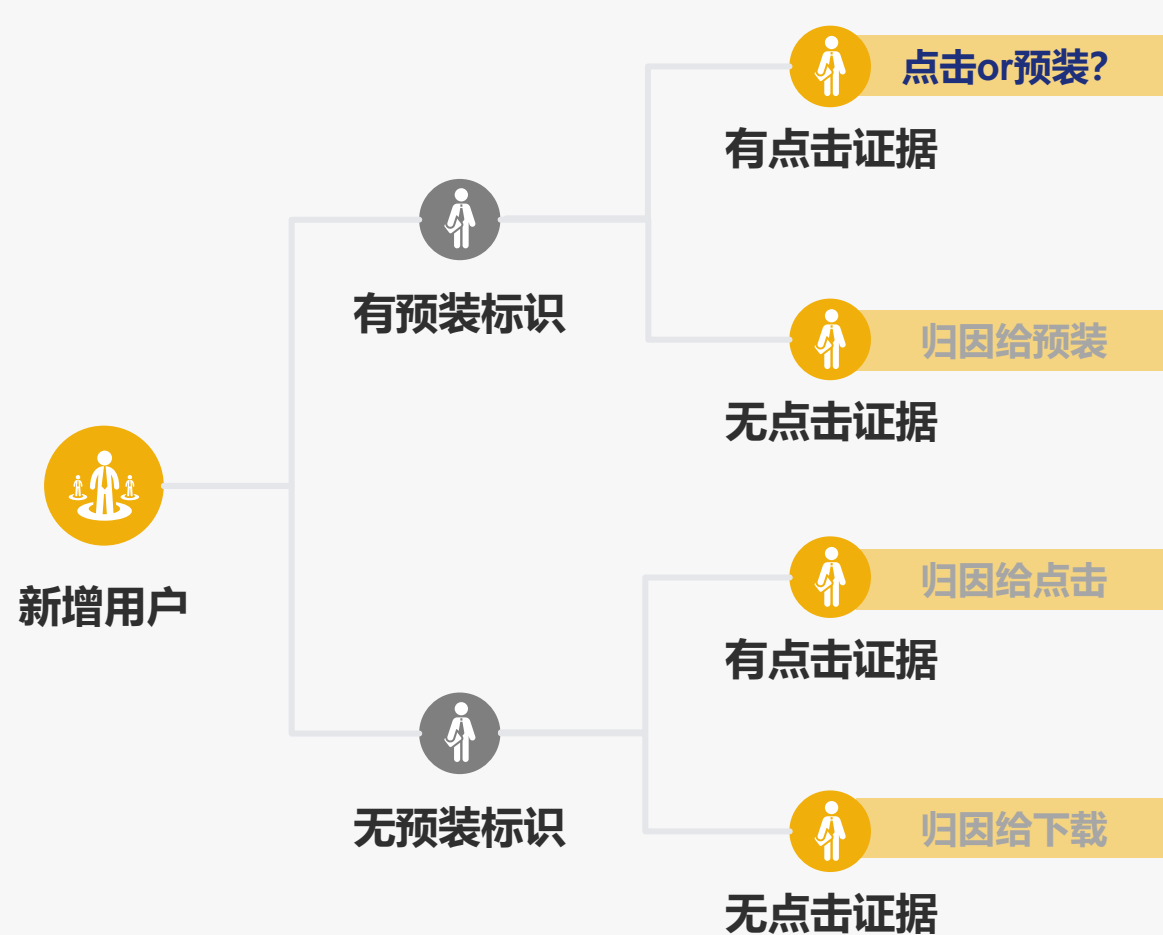 点击or预装？
有点击证据
有预装标识
归因给预装
无点击证据
新增用户
归因给点击
有点击证据
无预装标识
归因给下载
无点击证据